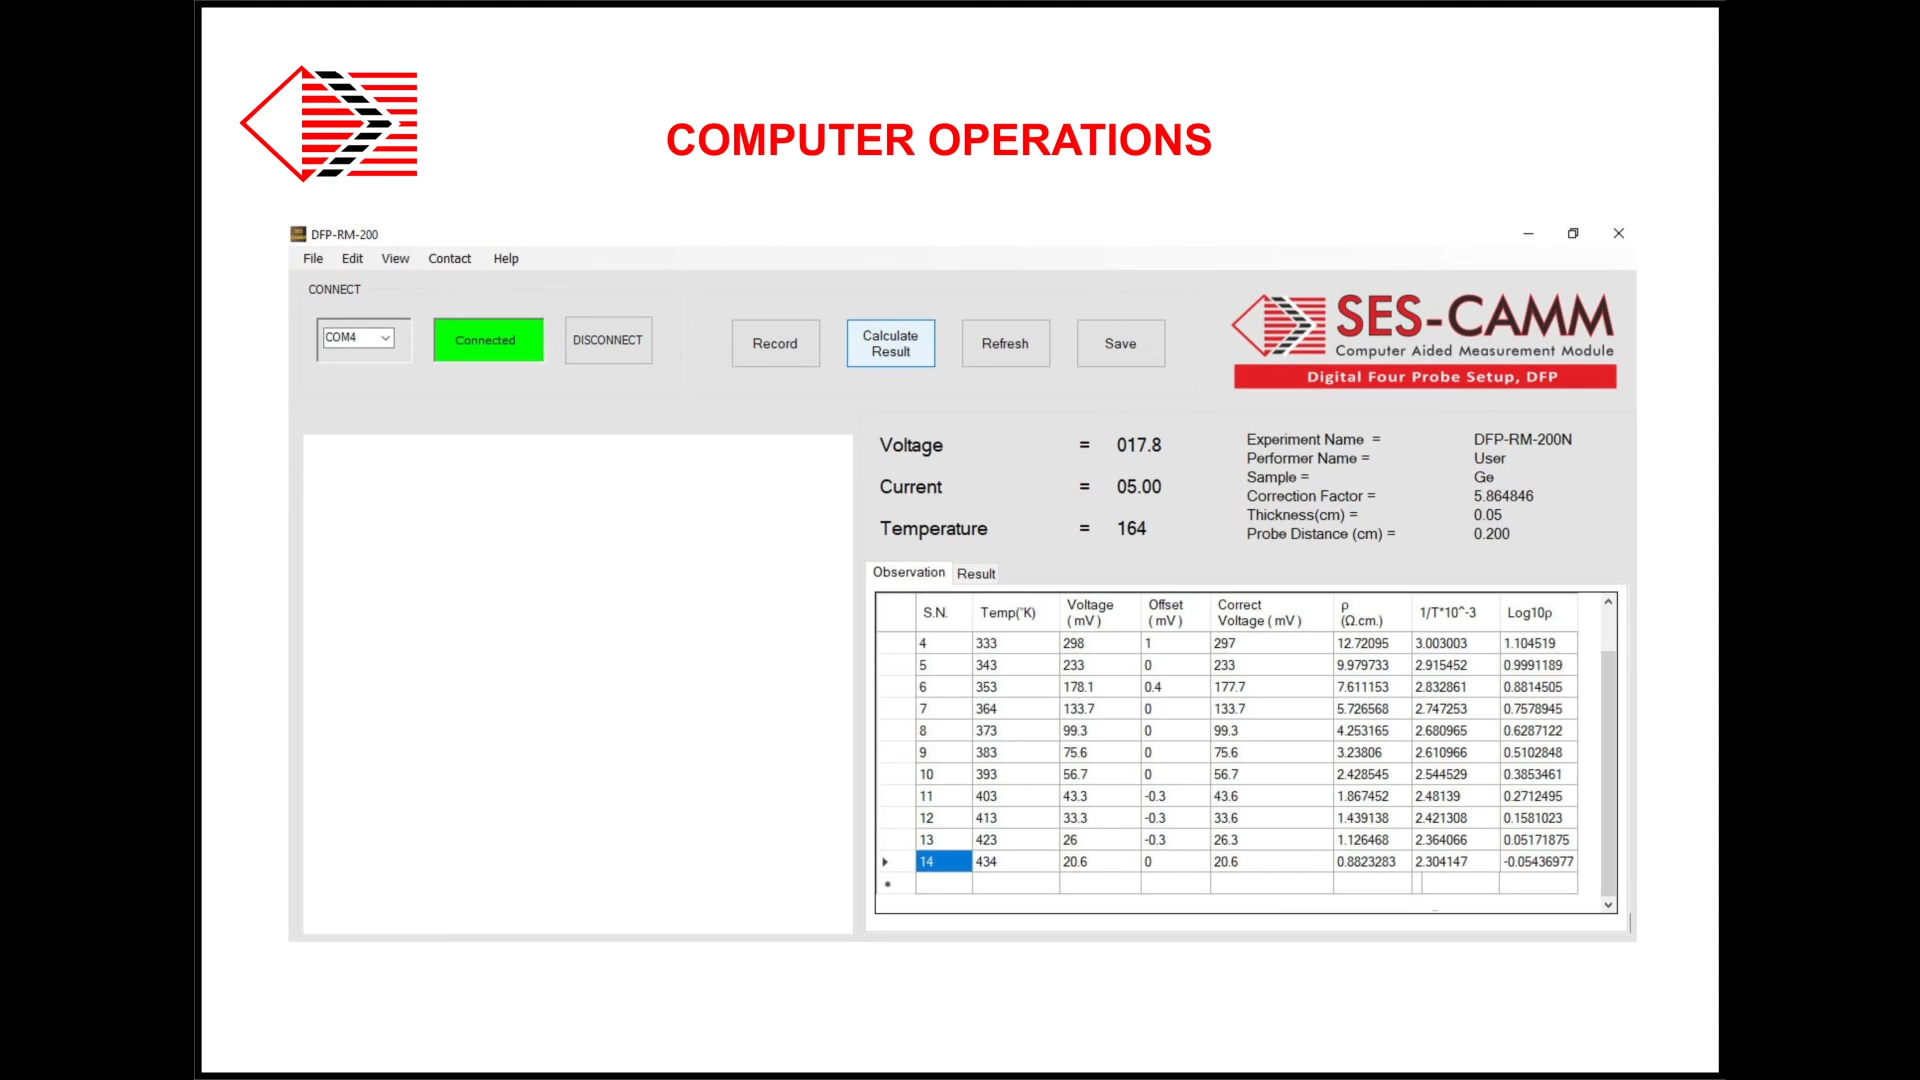 COMPUTER OPERATIONS
DFP-RM-200
File Edit View Contact Help
CONNECT
COM4 Connected DISCONNECT
Record Calculate Result Refresh Save
SES-CAMM
Computer Aided Measurement Module
Digital Four Probe Setup, DFP
Voltage = 017.8
Current = 05.00
Temperature = 164
Experiment Name = DFP-RM-200N
Performer Name = User
Sample = Ge
Correction Factor = 5.864846
Thickness(cm) = 0.05
Probe Distance (cm) = 0.200
Observation Result
S.N. Temp(°K) Voltage (mV) Offset (mV) Correct Voltage (mV) ρ (Ω.cm.) 1/T*10^-3 Log10ρ
4 333 298 1 297 12.72095 3.003003 1.104519
5 343 233 0 233 9.979733 2.915452 0.9991189
6 353 178.1 0.4 177.7 7.611153 2.832861 0.8814505
7 364 133.7 0 133.7 5.726568 2.747253 0.7578945
8 373 99.3 0 99.3 4.253165 2.680965 0.6287122
9 383 75.6 0 75.6 3.23806 2.610966 0.5102848
10 393 56.7 0 56.7 2.428545 2.544529 0.3853461
11 403 43.3 -0.3 43.6 1.867452 2.48139 0.2712495
12 413 33.3 -0.3 33.6 1.439138 2.421308 0.1581023
13 423 26 -0.3 26.3 1.126468 2.364066 0.05171875
14 434 20.6 0 20.6 0.8823283 2.304147 -0.05436977